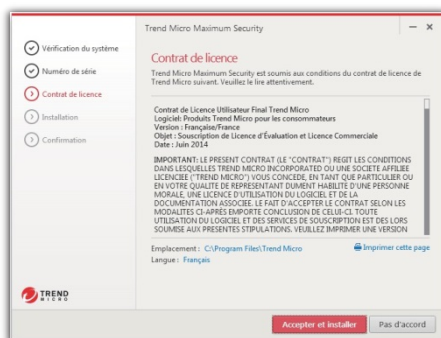 Trend Micro Maximum Security
Vérification du système
Numéro de série
Contrat de licence
Installation
Confirmation
Contrat de licence
Trend Micro Maximum Security est soumis aux conditions du contrat de licence de
Trend Micro suivant. Veuillez le lire attentivement.
Contrat de Licence Utilisateur Final Trend Micro
Logiciel: Produits Trend Micro pour les consommateurs
Version : Française/France
Objet : Souscription de Licence d'Évaluation et Licence Commerciale
Date : Juin 2014
IMPORTANT: LE PRESENT CONTRAT (LE "CONTRAT") REGIT LES CONDITIONS
DANS LESQUELLES TREND MICRO INCORPORATED OU UNE SOCIETE AFFILIEE
LICENCIEE ("TREND MICRO") VOUS CONCEDE, EN TANT QUE PARTICULIER OU
EN VOTRE QUALITE DE REPRESENTANT DUMENT HABILITÉ D'UNE PERSONNE
MORALE, UNE LICENCE D'UTILISATION DU LOGICIEL ET DE LA
DOCUMENTATION ASSOCIEE. LE FAIT D'ACCEPTER LE CONTRAT SELON LES
MODALITES CI-APRÈS EMPORTE CONCLUSION DE CELUI-CI. TOUTE
UTILISATION DU LOGICIEL ET DES SERVICES DE SOUSCRIPTION EST DES LORS
SOUMISE AUX PRESENTES STIPULATIONS. VEUILLEZ IMPRIMER UNE VERSION
Emplacement : C:\Program Files\Trend Micro
Imprimer cette page
Langue : Français
TREND
MICRO
Accepter et installer
Pas d'accord